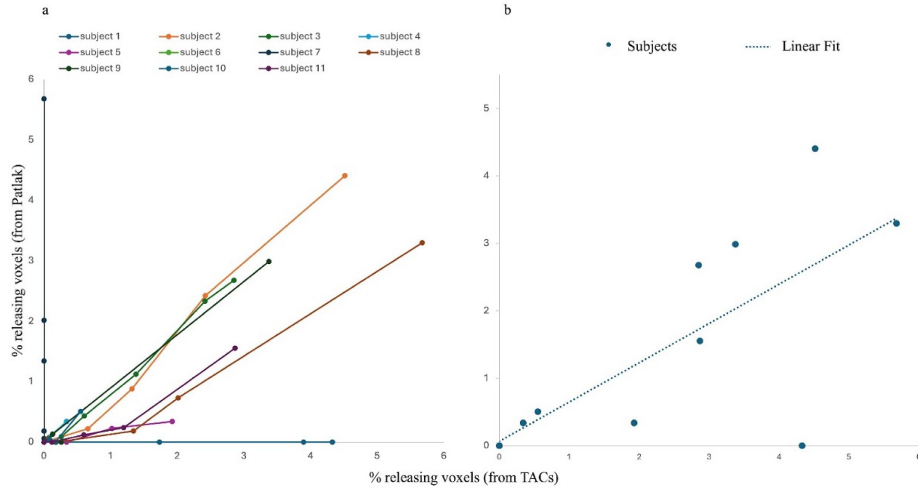 a
b
subject 1 subject 2 subject 3 subject 4
subject 5 subject 6 subject 7 subject 8
subject 9 subject 10 subject 11
Subjects Linear Fit
% releasing voxels (from Patlak)
6
5
4
3
2
1
0
0 1 2 3 4 5 6
5
4
3
2
1
0
0 1 2 3 4 5 6
% releasing voxels (from TACs)